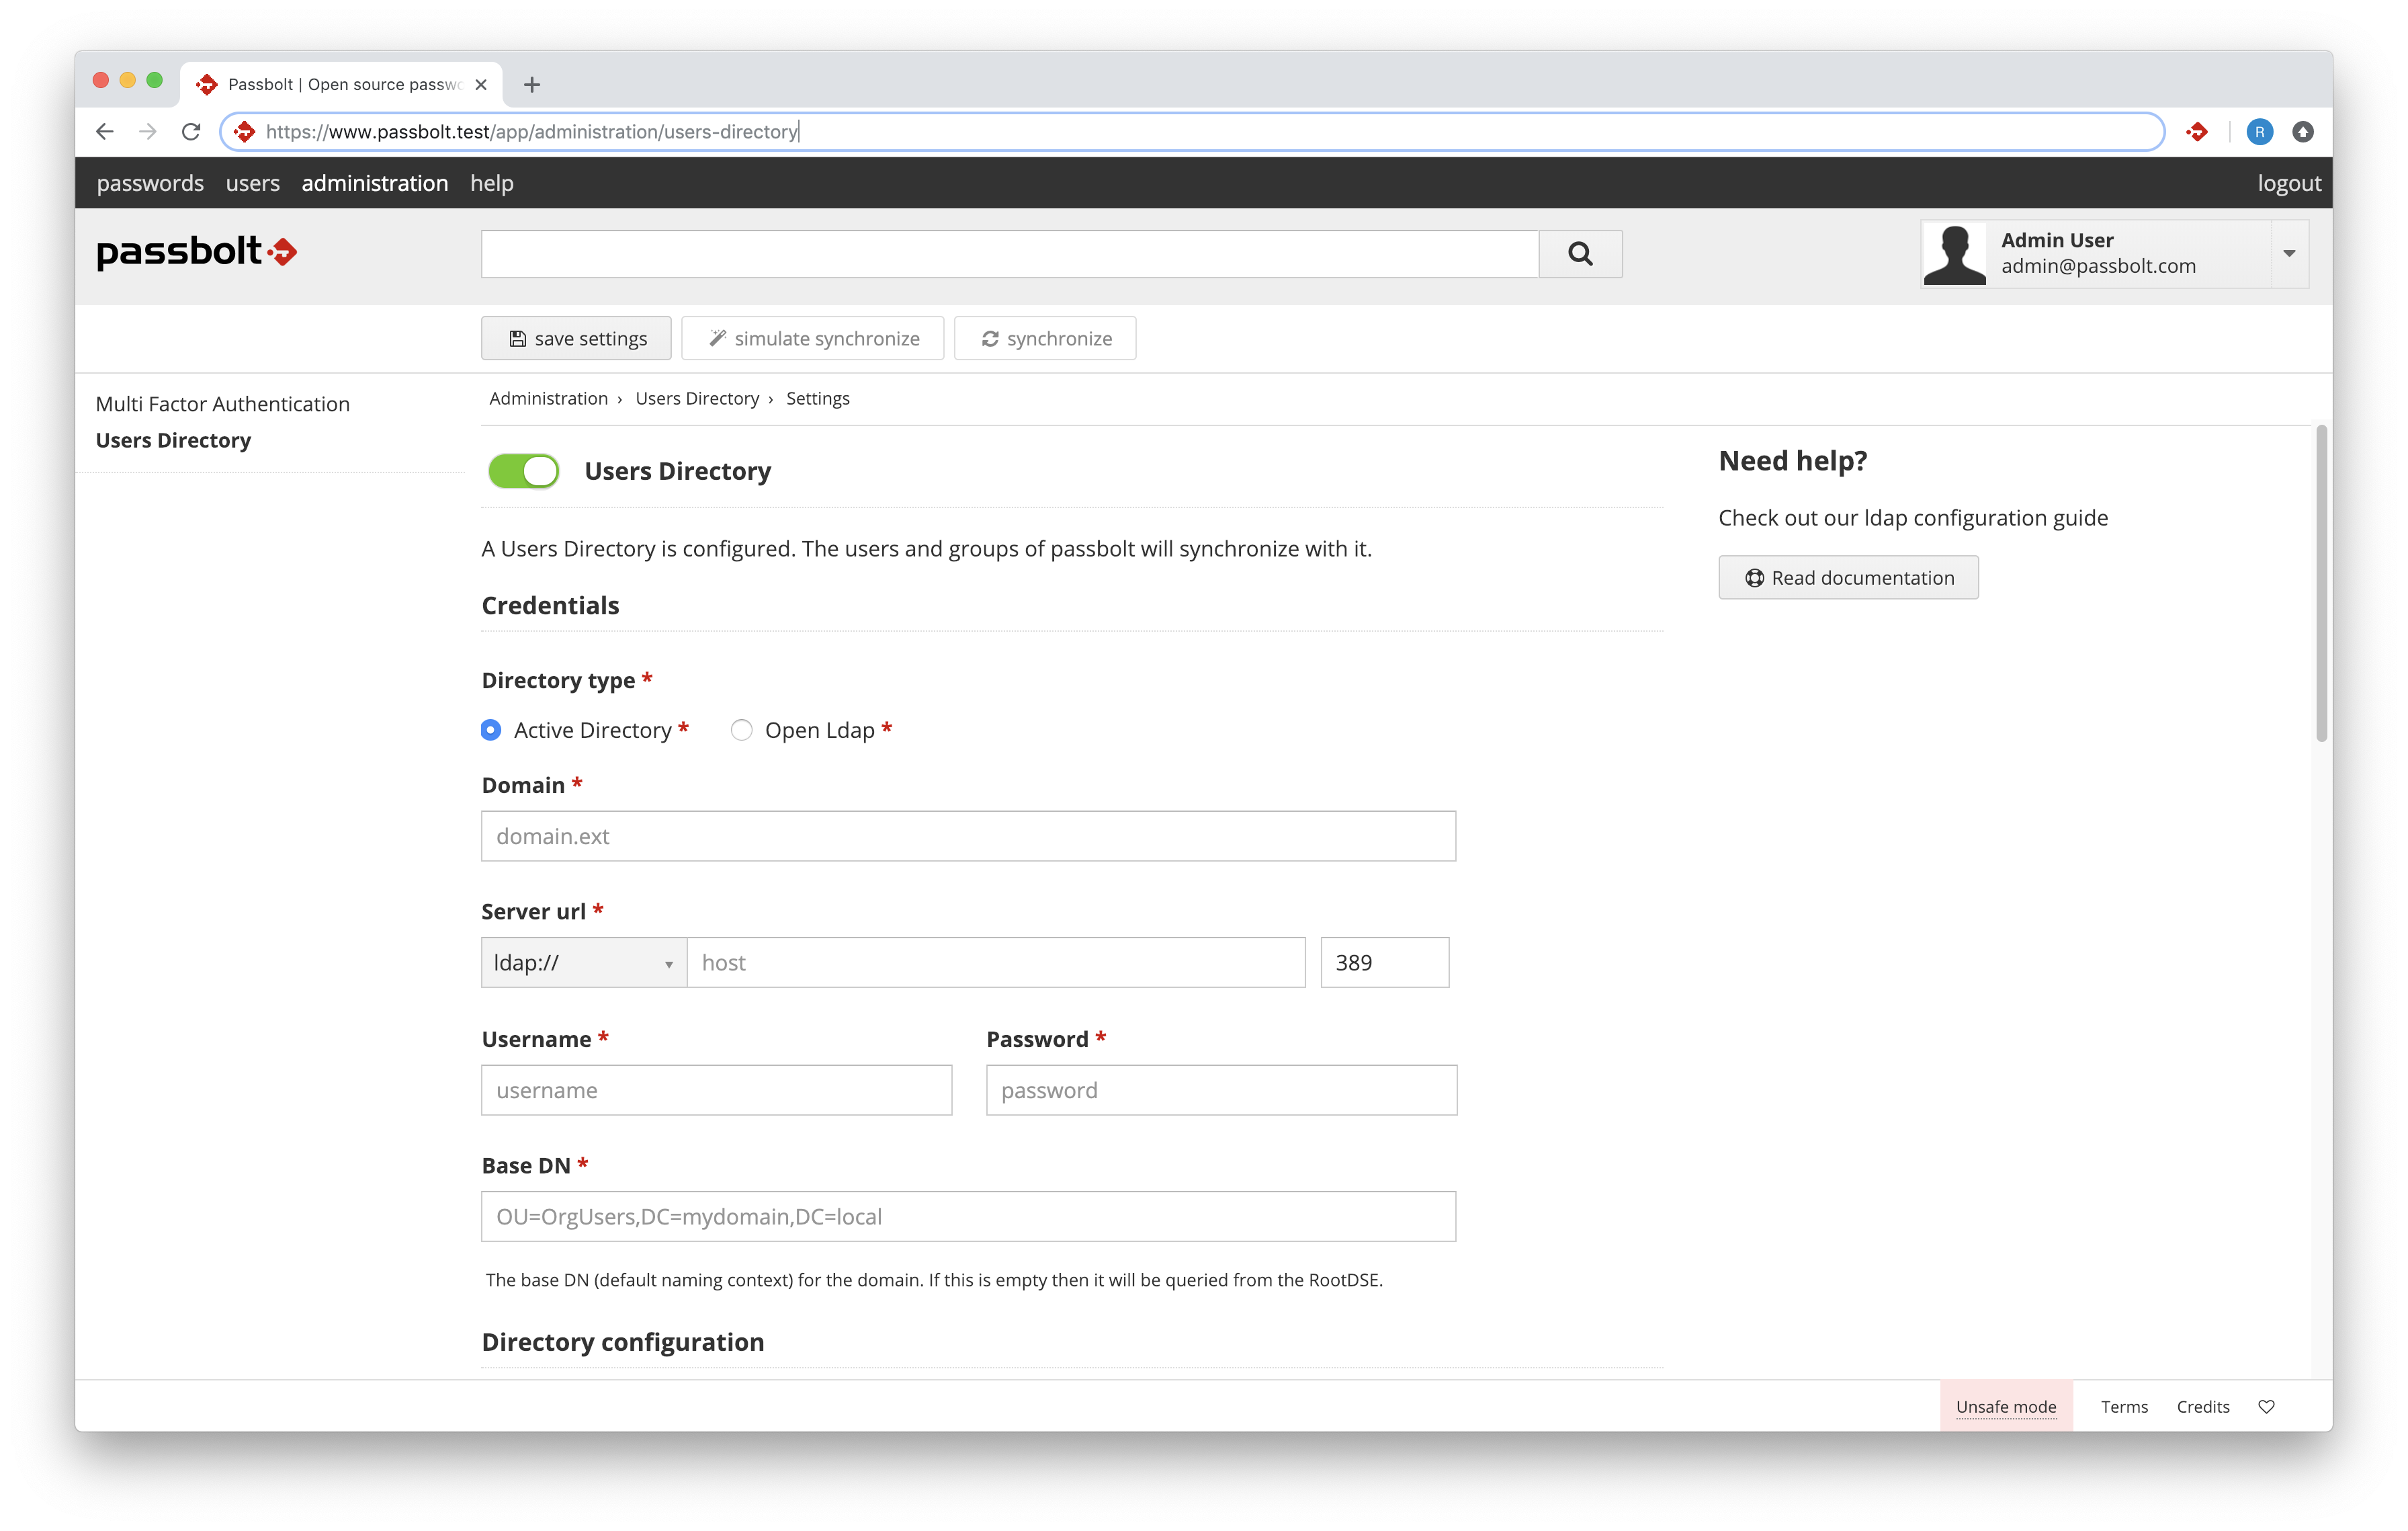 Passbolt | Open source passwo
https://www.passbolt.test/app/administration/users-directory
R
passwords users administration help logout
passbolt
Admin User
admin@passbolt.com
save settings simulate synchronize synchronize
Multi Factor Authentication
Users Directory
Administration › Users Directory › Settings
Users Directory
A Users Directory is configured. The users and groups of passbolt will synchronize with it.
Credentials
Directory type *
Active Directory * Open Ldap *
Domain *
domain.ext
Server url *
ldap:// host 389
Username * Password *
username password
Base DN *
OU=OrgUsers,DC=mydomain,DC=local
The base DN (default naming context) for the domain. If this is empty then it will be queried from the RootDSE.
Directory configuration
Need help?
Check out our ldap configuration guide
Read documentation
Unsafe mode Terms Credits